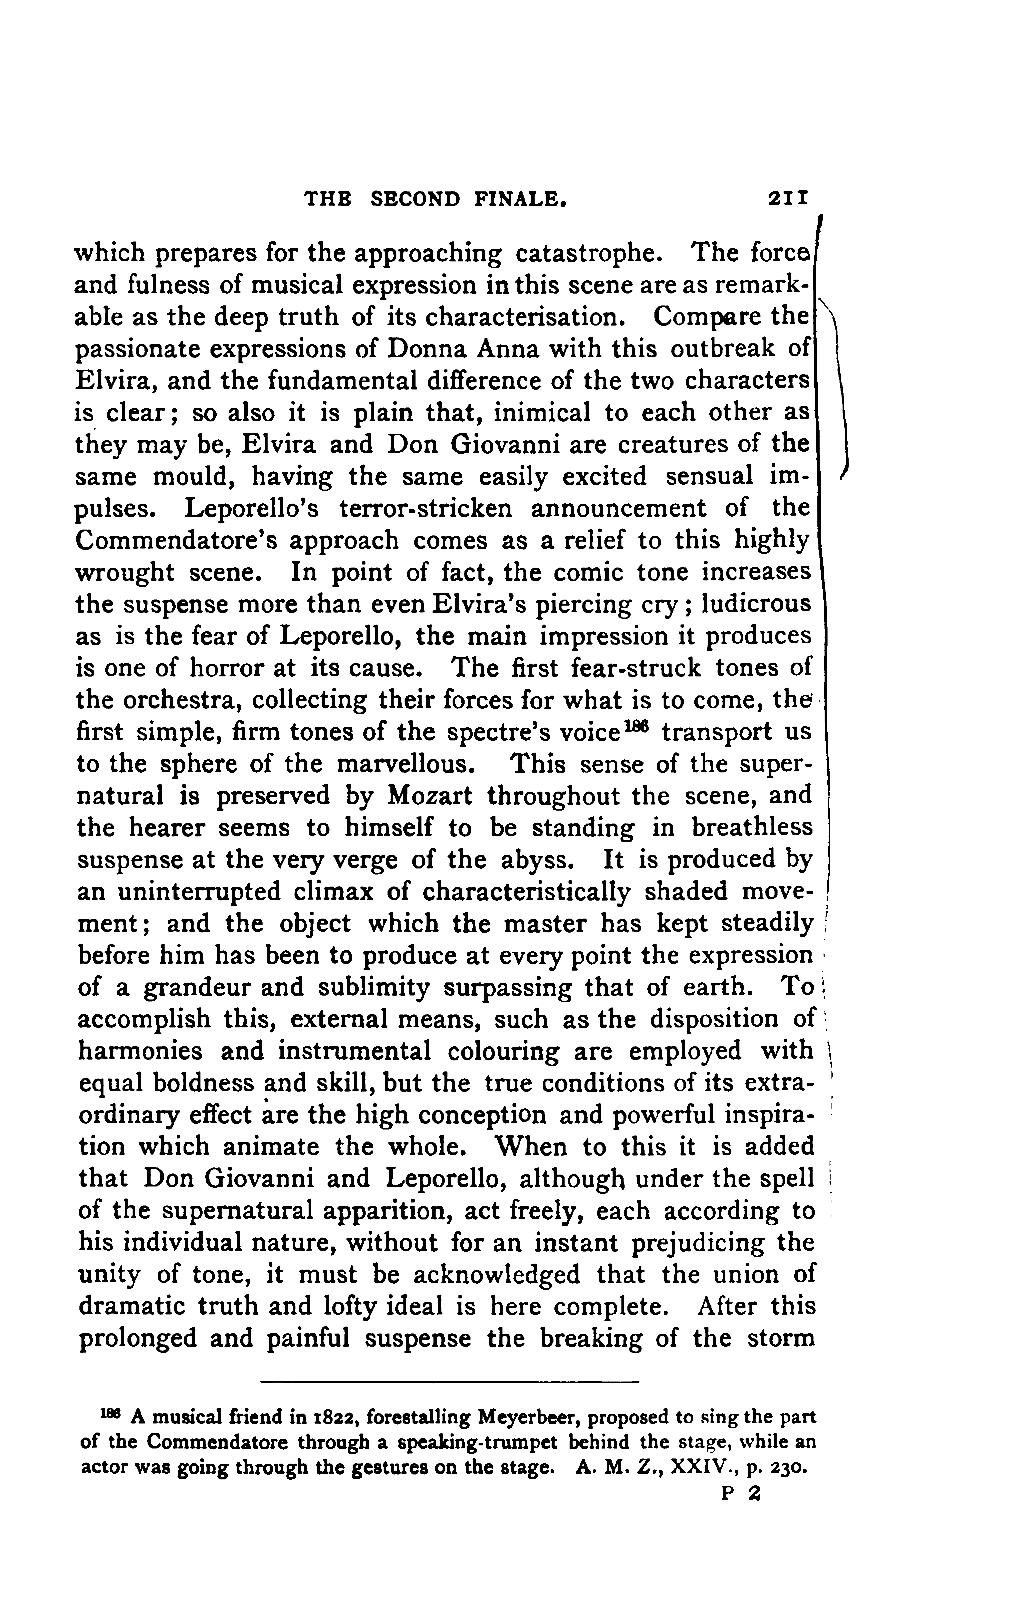 THE SECOND FINALE. 211
which prepares for the approaching catastrophe. The force
and fulness of musical expression in this scene are as remark-
able as the deep truth of its characterisation. Compare the
passionate expressions of Donna Anna with this outbreak of
Elvira, and the fundamental difference of the two characters
is clear; so also it is plain that, inimical to each other as
they may be, Elvira and Don Giovanni are creatures of the
same mould, having the same easily excited sensual im-
pulses. Leporello's terror-stricken announcement of the
Commendatore's approach comes as a relief to this highly
wrought scene. In point of fact, the comic tone increases
the suspense more than even Elvira's piercing cry; ludicrous
as is the fear of Leporello, the main impression it produces
is one of horror at its cause. The first fear-struck tones of
the orchestra, collecting their forces for what is to come, the
first simple, firm tones of the spectre's voice¹⁸⁶ transport us
to the sphere of the marvellous. This sense of the super-
natural is preserved by Mozart throughout the scene, and
the hearer seems to himself to be standing in breathless
suspense at the very verge of the abyss. It is produced by
an uninterrupted climax of characteristically shaded move-
ment; and the object which the master has kept steadily
before him has been to produce at every point the expression
of a grandeur and sublimity surpassing that of earth. To
accomplish this, external means, such as the disposition of
harmonies and instrumental colouring are employed with
equal boldness and skill, but the true conditions of its extra-
ordinary effect are the high conception and powerful inspira-
tion which animate the whole. When to this it is added
that Don Giovanni and Leporello, although under the spell
of the supernatural apparition, act freely, each according to
his individual nature, without for an instant prejudicing the
unity of tone, it must be acknowledged that the union of
dramatic truth and lofty ideal is here complete. After this
prolonged and painful suspense the breaking of the storm
¹⁸⁶ A musical friend in 1822, forestalling Meyerbeer, proposed to sing the part
of the Commendatore through a speaking-trumpet behind the stage, while an
actor was going through the gestures on the stage. A. M. Z., XXIV., p. 230.
P 2